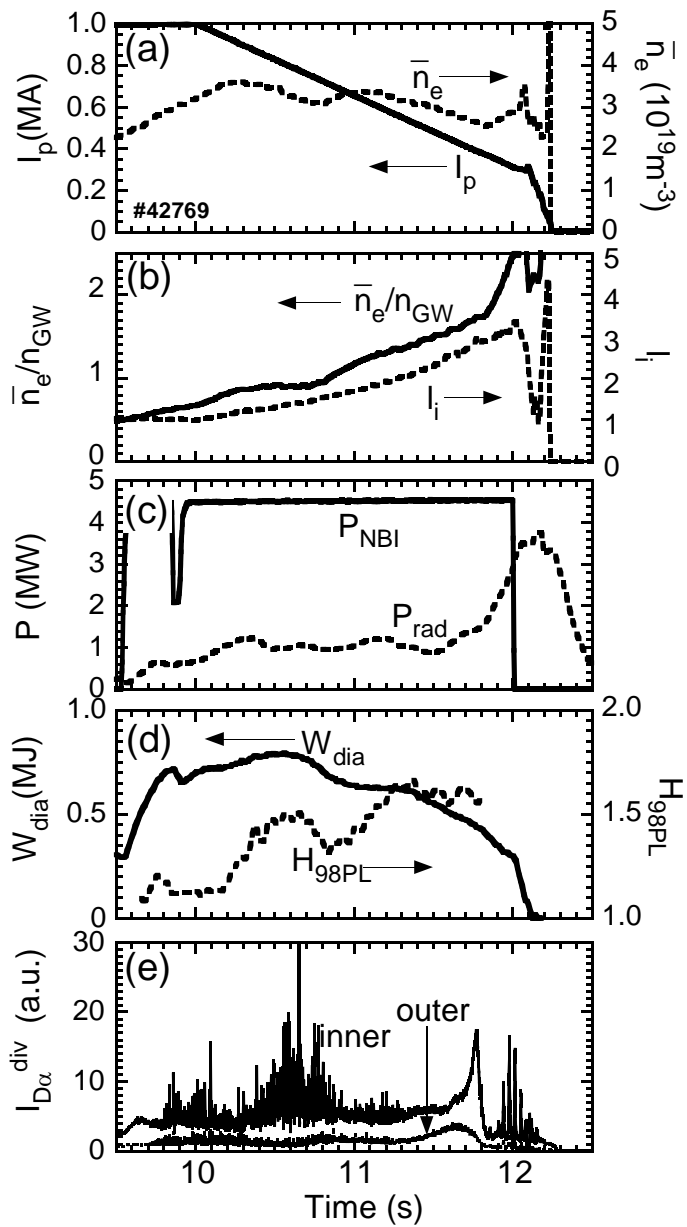 (a)
1.0
0.8
0.6
0.4
0.2
0
I_p(MA)
n̅_e
I_p
#42769
5
4
3
2
1
0
n̅_e (10^19m^-3)
(b)
2
1
0
n̅_e/n_GW
n̅_e/n_GW
l_i
5
4
3
2
1
0
l_i
(c)
5
4
3
2
1
0
P (MW)
P_NBI
P_rad
(d)
1.0
0.5
0
W_dia(MJ)
W_dia
H_98PL
2.0
1.5
1.0
H_98PL
(e)
30
20
10
0
I_Dα^div (a.u.)
inner
outer
10 11 12
Time (s)